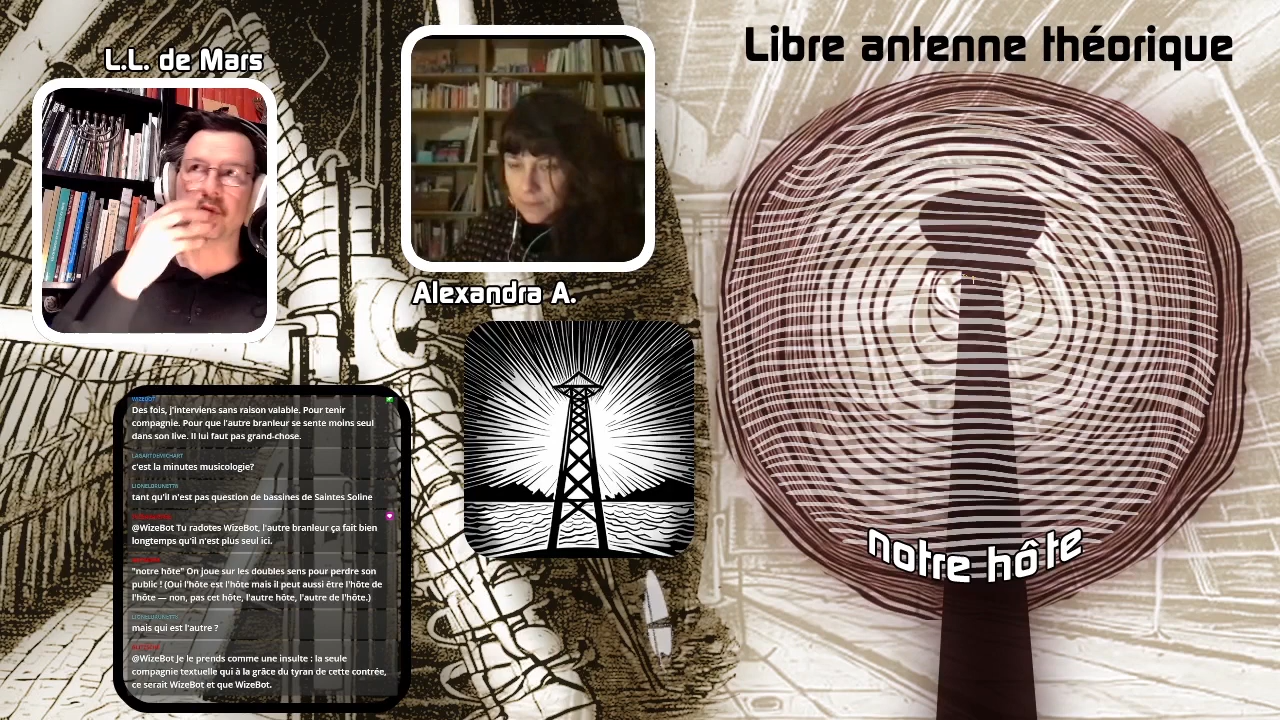 Libre antenne théorique
L.L. de Mars
Alexandra A.
WIZEBOT
Des fois, j'interviens sans raison valable. Pour tenir
compagnie. Pour que l'autre branleur se sente moins seul
dans son live. Il lui faut pas grand-chose.
LABARTDEMICHART
c'est la minutes musicologie?
LIONELBRUNETTI
tant qu'il n'est pas question de bassines de Saintes Soline
@WizeBot Tu radotes WizeBot, l'autre branleur ça fait bien
longtemps qu'il n'est plus seul ici.
"notre hôte" On joue sur les doubles sens pour perdre son
public ! (Oui l'hôte est l'hôte mais il peut aussi être l'hôte de
l'hôte — non, pas cet hôte, l'autre hôte, l'autre de l'hôte.)
LIONELBRUNETTI
mais qui est l'autre ?
@WizeBot Je le prends comme une insulte : la seule
compagnie textuelle qui à la grâce du tyran de cette contrée,
ce serait WizeBot et que WizeBot.
notre hôte